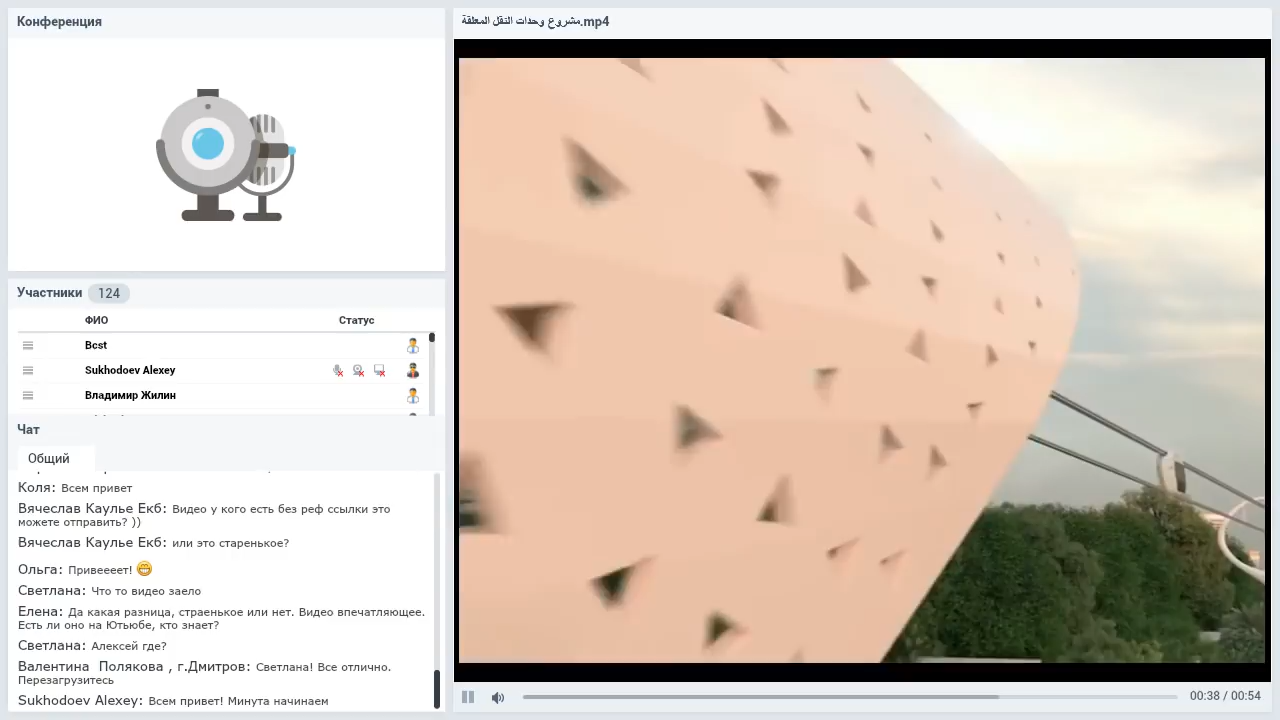 Конференция
Участники 124
ФИО Статус
Bcst
Sukhodoev Alexey
Владимир Жилин
Чат
Общий
Коля: Всем привет
Вячеслав Каулье Екб: Видео у кого есть без реф ссылки это
можете отправить? ))
Вячеслав Каулье Екб: или это старенькое?
Ольга: Привеееет!
Светлана: Что то видео заело
Елена: Да какая разница, страенькое или нет. Видео впечатляющее.
Есть ли оно на Ютьюбе, кто знает?
Светлана: Алексей где?
Валентина Полякова , г.Дмитров: Светлана! Все отлично.
Перезагрузитесь
Sukhodoev Alexey: Всем привет! Минута начинаем
مشروع وحدات النقل المعلقة.mp4
00:38 / 00:54